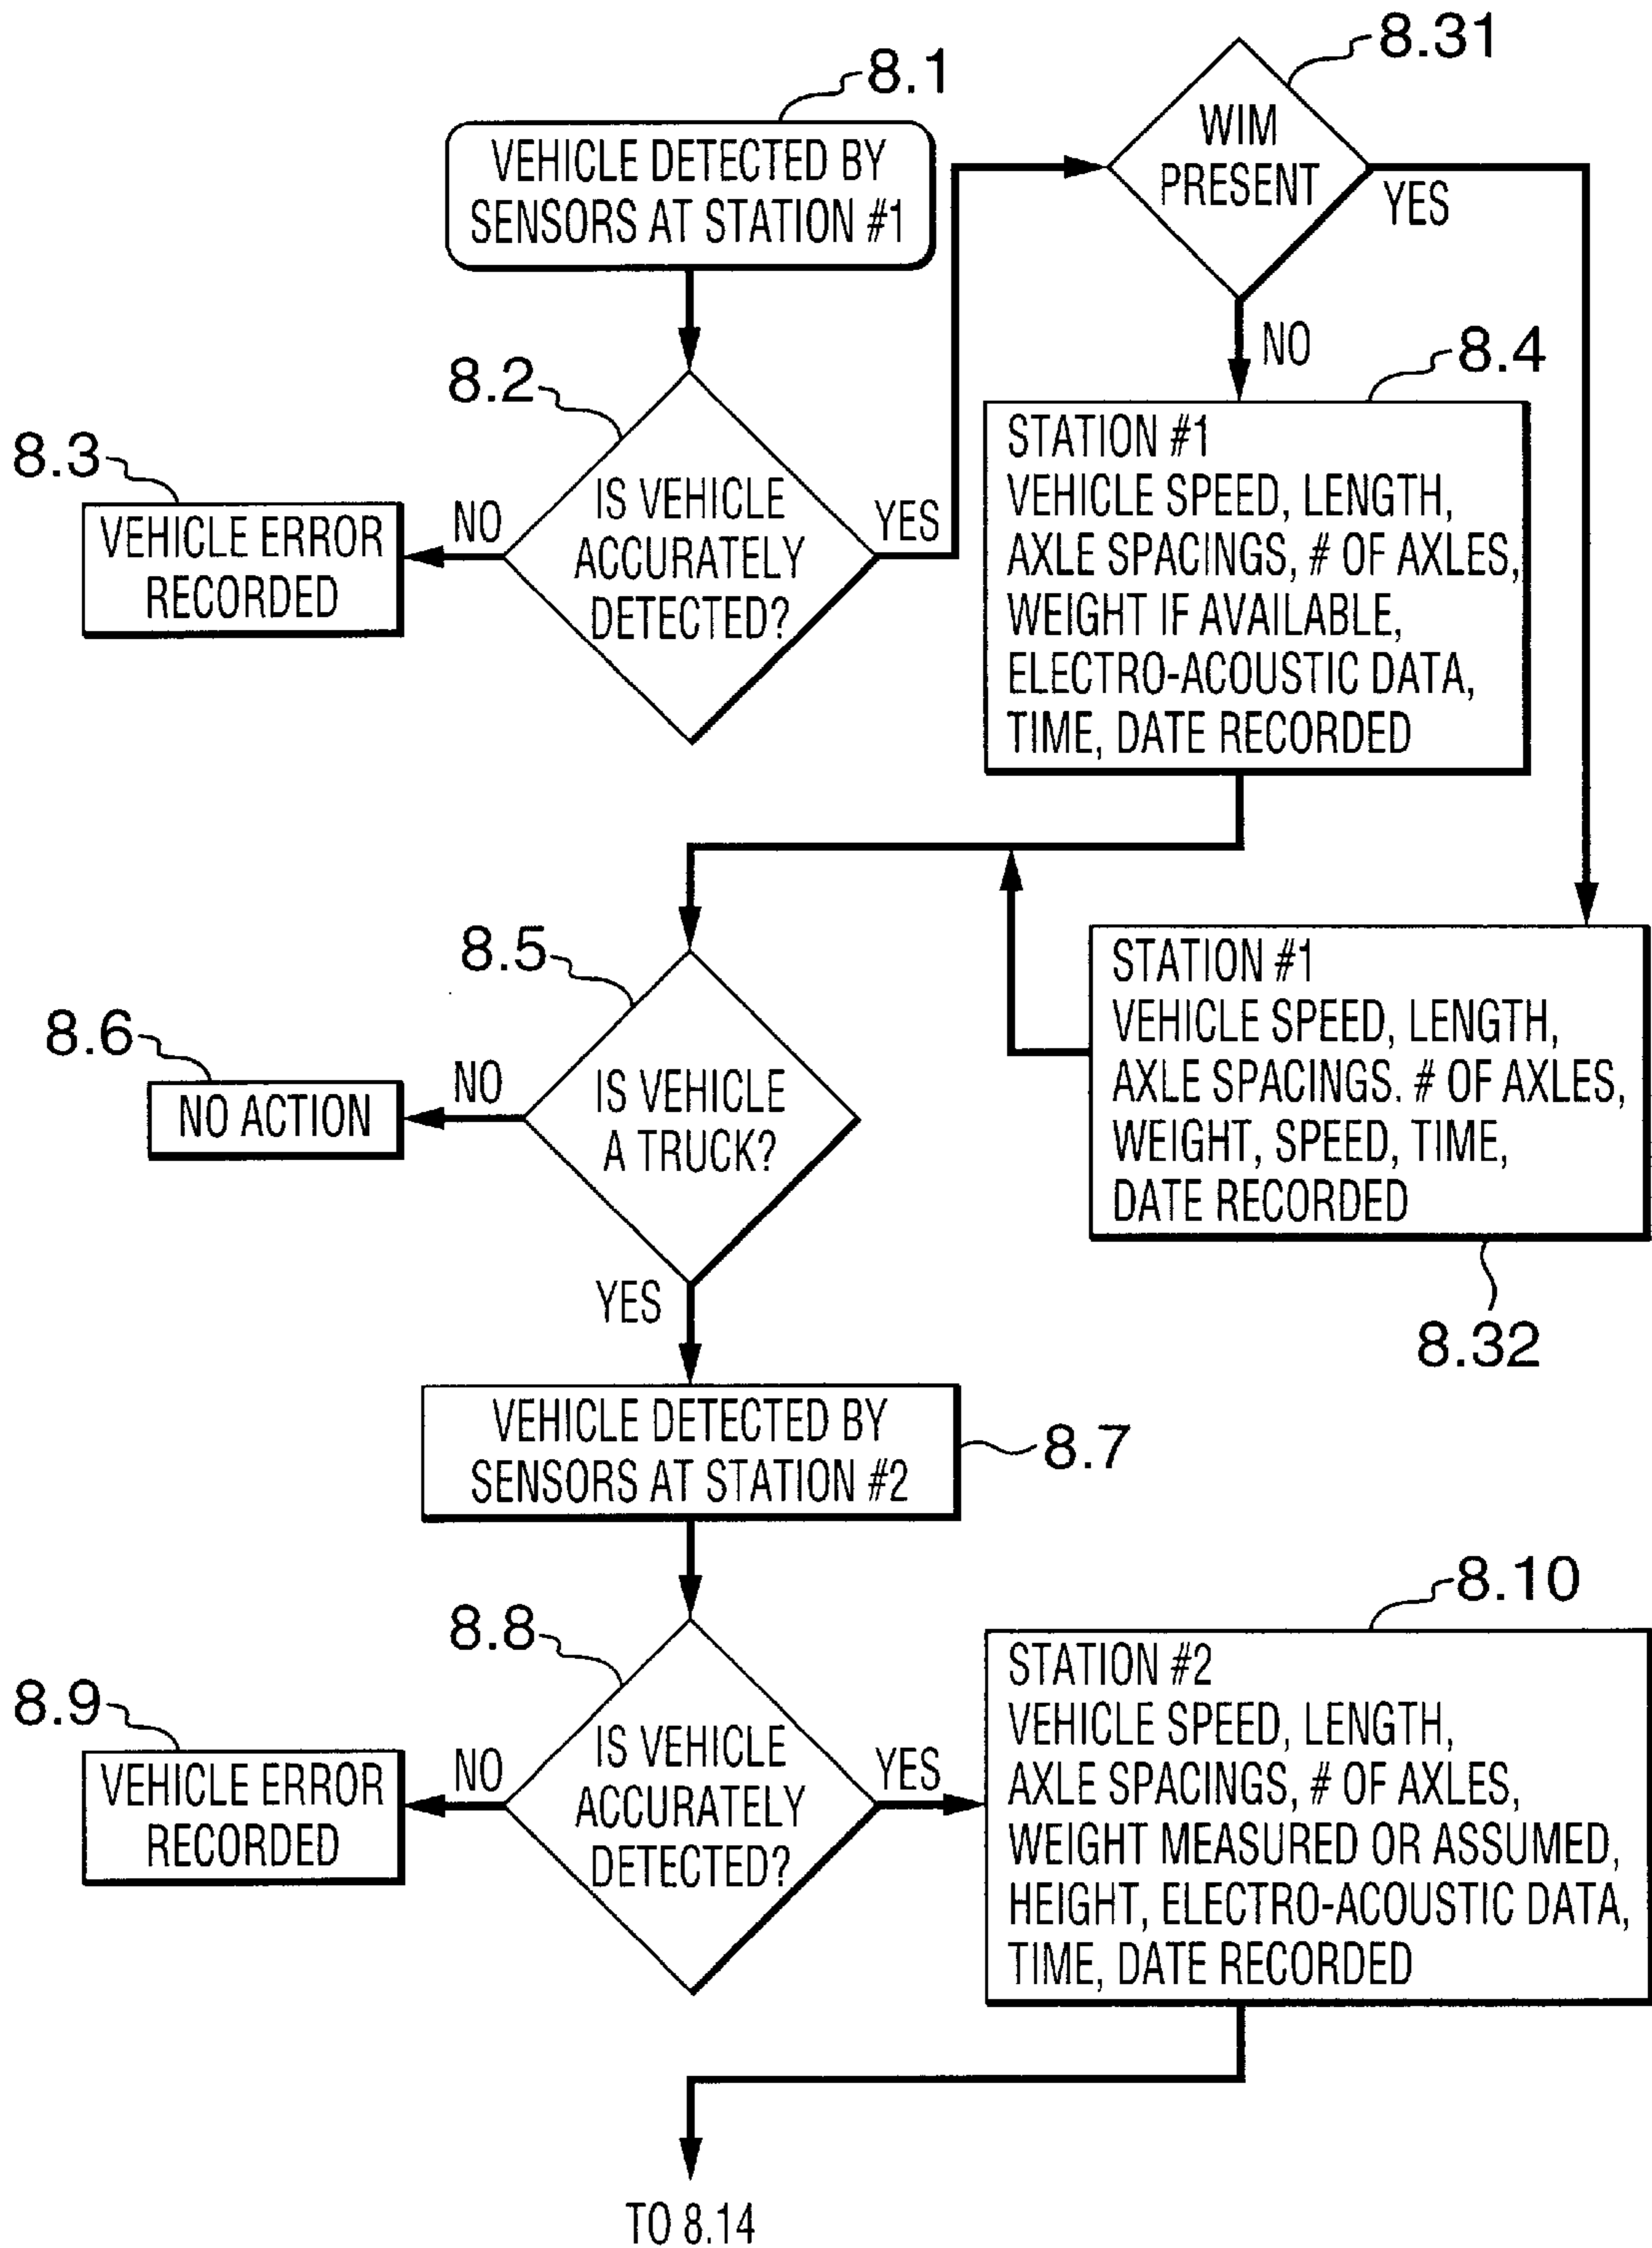 8.1
VEHICLE DETECTED BY
SENSORS AT STATION #1
8.31
WIM
PRESENT
YES
NO
8.2
IS VEHICLE
ACCURATELY
DETECTED?
NO
YES
8.3
VEHICLE ERROR
RECORDED
8.4
STATION #1
VEHICLE SPEED, LENGTH,
AXLE SPACINGS, # OF AXLES,
WEIGHT IF AVAILABLE,
ELECTRO-ACOUSTIC DATA,
TIME, DATE RECORDED
8.5
IS VEHICLE
A TRUCK?
NO
8.6
NO ACTION
YES
STATION #1
VEHICLE SPEED, LENGTH,
AXLE SPACINGS. # OF AXLES,
WEIGHT, SPEED, TIME,
DATE RECORDED
8.32
VEHICLE DETECTED BY
SENSORS AT STATION #2
8.7
8.8
IS VEHICLE
ACCURATELY
DETECTED?
NO
YES
8.9
VEHICLE ERROR
RECORDED
8.10
STATION #2
VEHICLE SPEED, LENGTH,
AXLE SPACINGS, # OF AXLES,
WEIGHT MEASURED OR ASSUMED,
HEIGHT, ELECTRO-ACOUSTIC DATA,
TIME, DATE RECORDED
TO 8.14